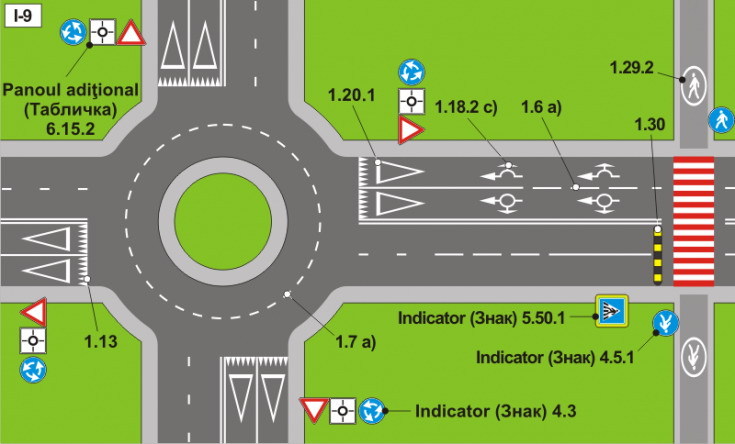 I-9
Panoul adiţional
(Табличка)
6.15.2
1.20.1
1.18.2 c)
1.6 a)
1.29.2
1.30
1.13
1.7 a)
Indicator (Знак) 5.50.1
Indicator (Знак) 4.5.1
Indicator (Знак) 4.3